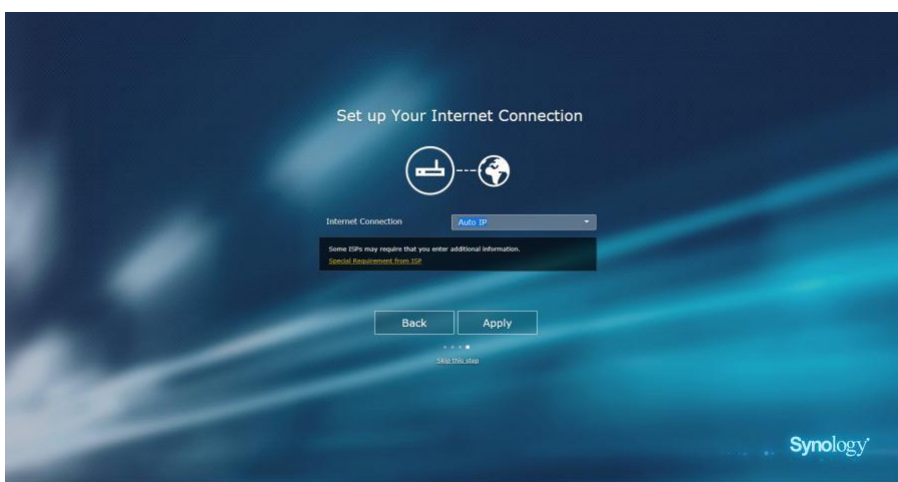 Set up Your Internet Connection
Internet Connection
Auto IP
Some ISPs may require that you enter additional information.
Special Requirement from ISP
Back
Apply
Skip this step
Synology